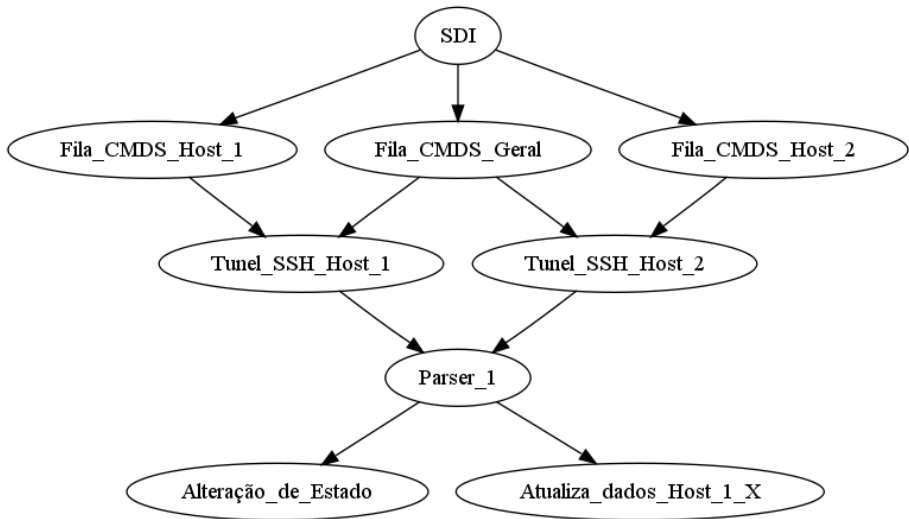 SDI
Fila_CMDS_Host_1
Fila_CMDS_Geral
Fila_CMDS_Host_2
Tunel_SSH_Host_1
Tunel_SSH_Host_2
Parser_1
Alteração_de_Estado
Atualiza_dados_Host_1_X